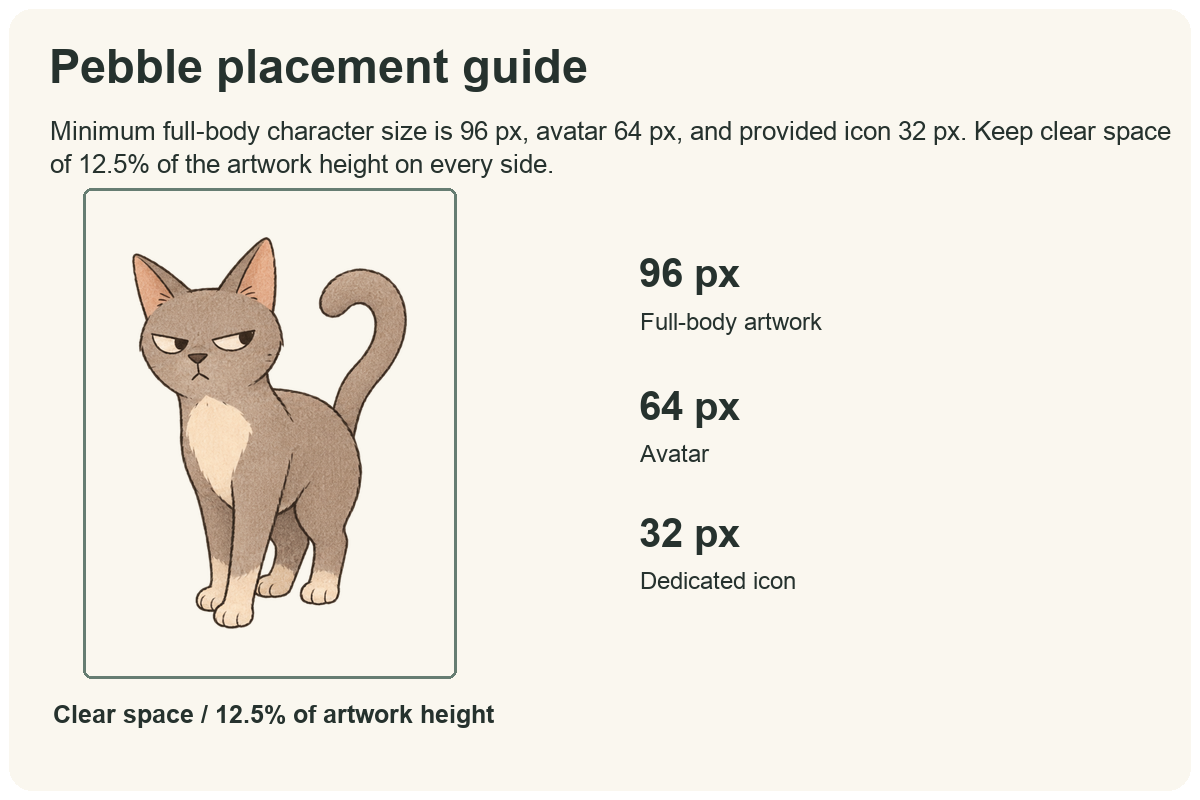 Pebble placement guide
Minimum full-body character size is 96 px, avatar 64 px, and provided icon 32 px. Keep clear space
of 12.5% of the artwork height on every side.
96 px
Full-body artwork
64 px
Avatar
32 px
Dedicated icon
Clear space / 12.5% of artwork height